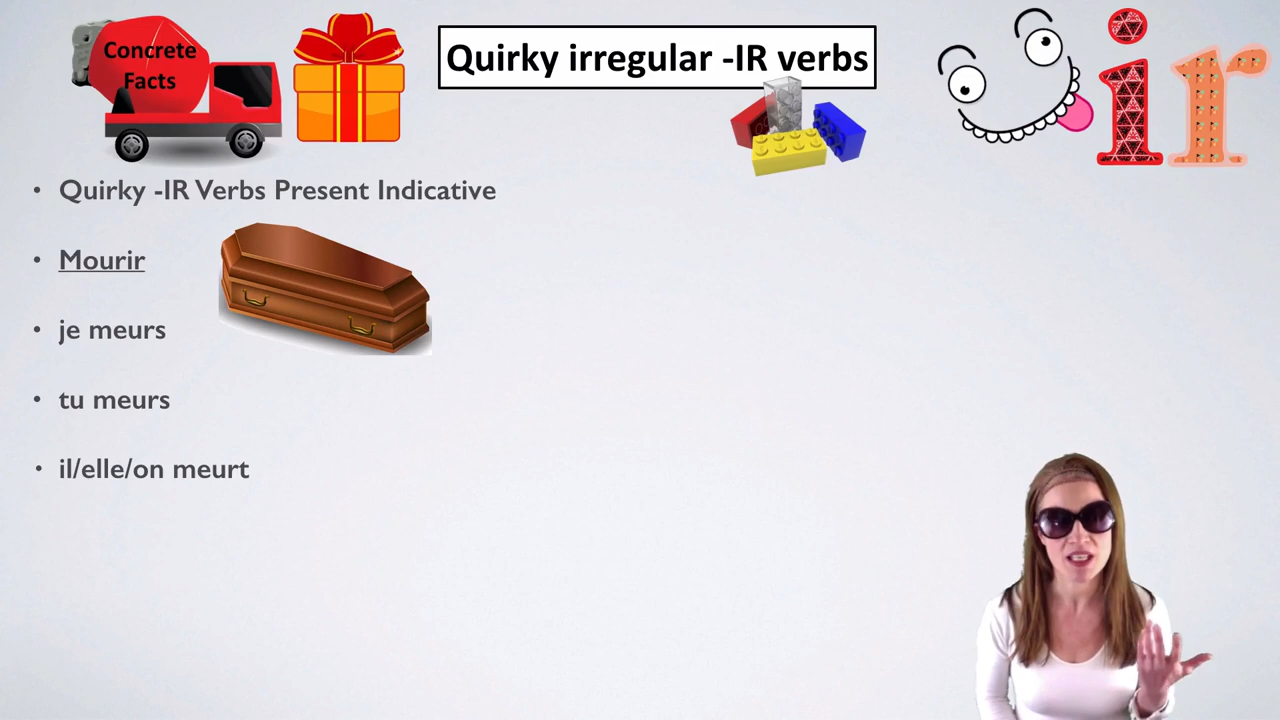 Concrete
Facts
Quirky irregular -IR verbs
ir
• Quirky -IR Verbs Present Indicative
• Mourir
• je meurs
• tu meurs
• il/elle/on meurt